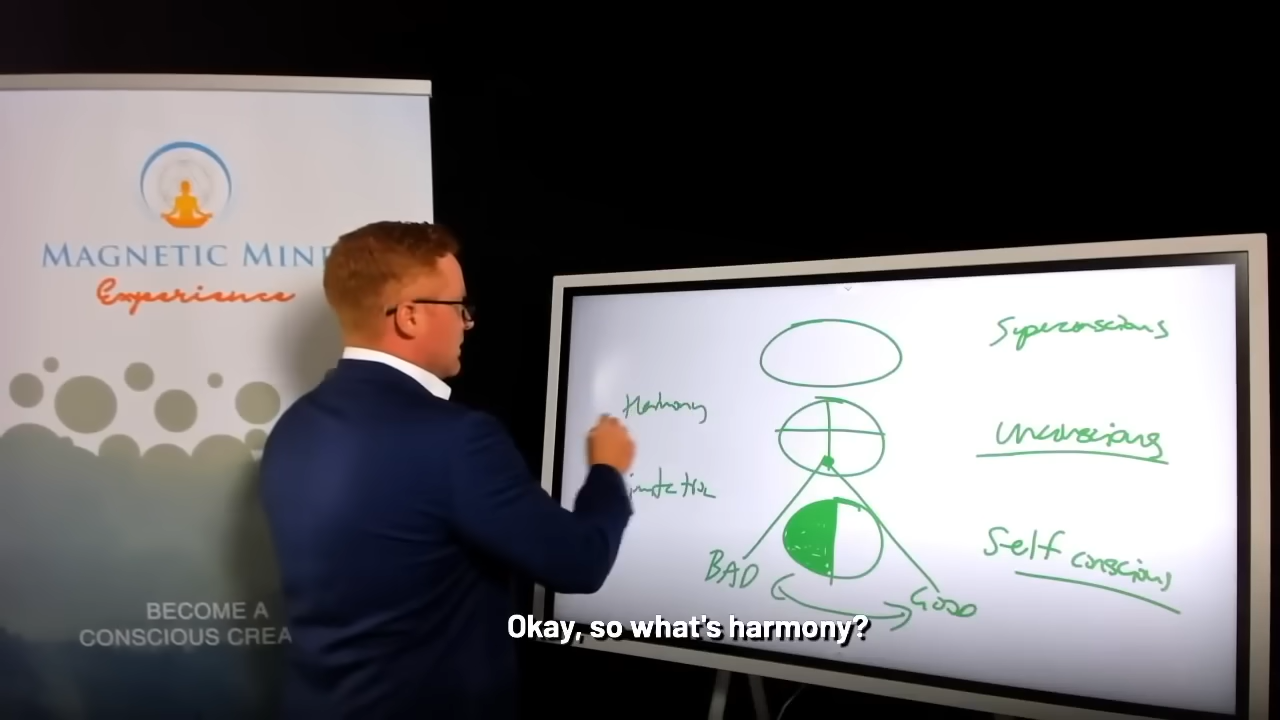 MAGNETIC MIN
Experience
BECOME A
CONSCIOUS CREA
Superconscious
Harmony
unconscious
BAD
GOOD
Self conscious
Okay, so what's harmony?